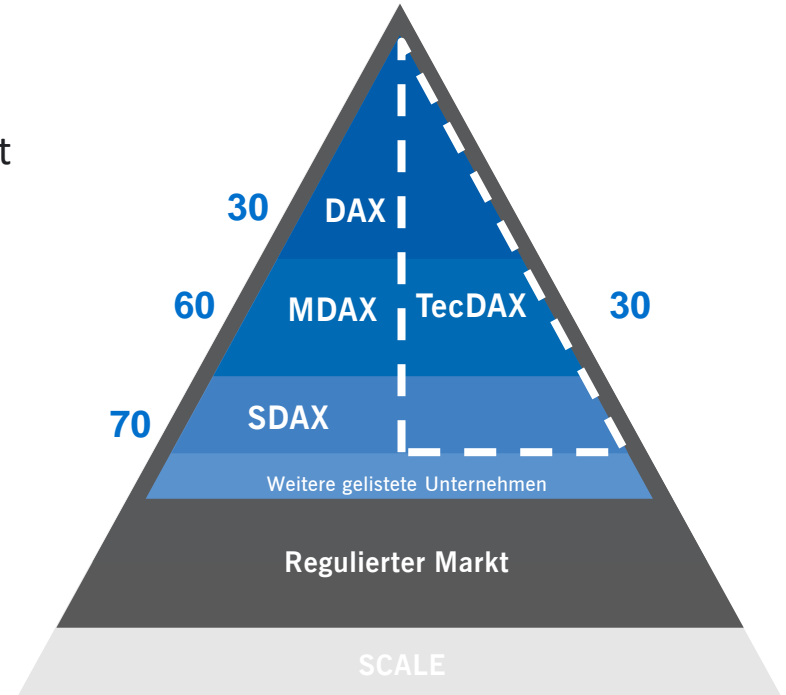 t
30
DAX
60
MDAX
TecDAX
30
70
SDAX
Weitere gelistete Unternehmen
Regulierter Markt
SCALE